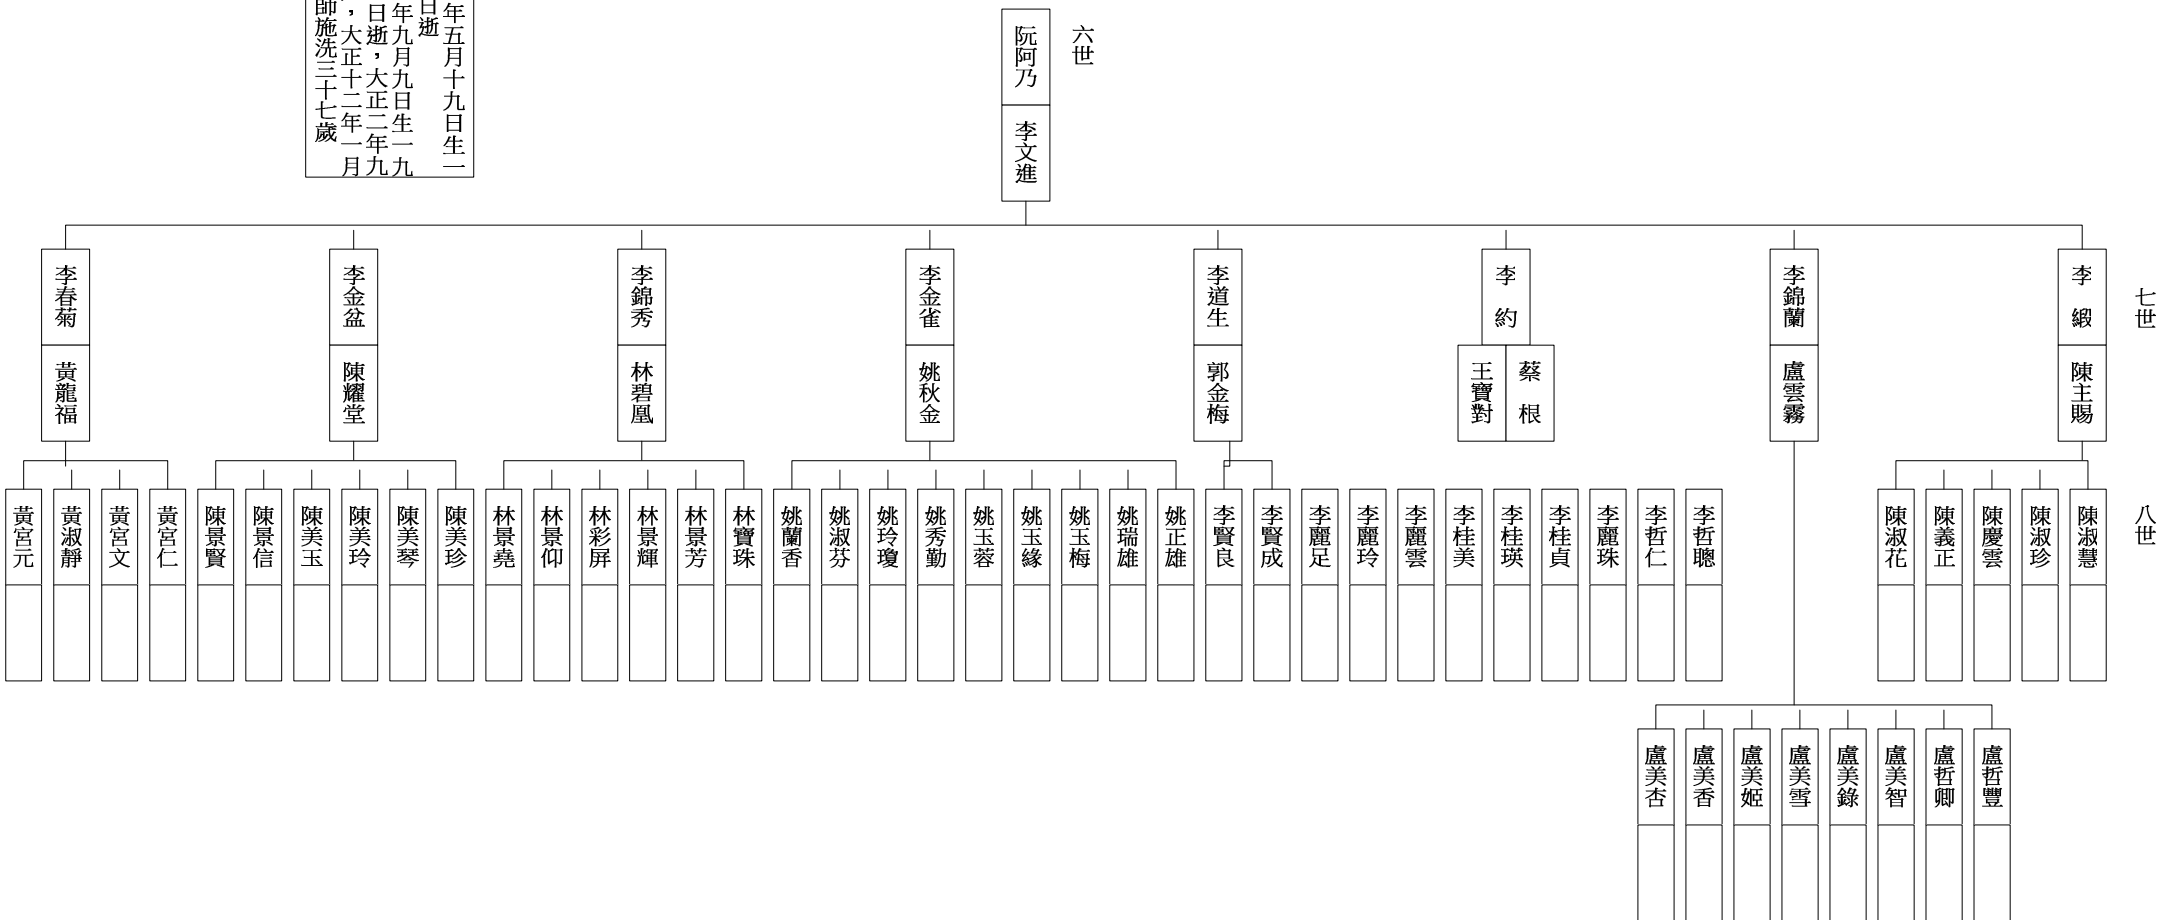 六世
阮阿乃
李文進
年五月十九日生一
日逝
年九月九日生一九
日逝，大正二年九
，大正十二年一月
師施洗三十七歲
七世
李　緞
陳主賜
李錦蘭
盧雲霧
李　約
蔡　根
王寶對
李道生
郭金梅
李金雀
姚秋金
李錦秀
林碧凰
李金盆
陳耀堂
李春菊
黃龍福
八世
陳淑慧
陳淑珍
陳慶雲
陳義正
陳淑花
李哲聰
李哲仁
李麗珠
李桂貞
李桂瑛
李桂美
李麗雲
李麗玲
李麗足
李賢成
李賢良
姚正雄
姚瑞雄
姚玉梅
姚玉緣
姚玉蓉
姚秀勤
姚玲瓊
姚淑芬
姚蘭香
林寶珠
林景芳
林景輝
林彩屏
林景仰
林景堯
陳美珍
陳美琴
陳美玲
陳美玉
陳景信
陳景賢
黃宮仁
黃宮文
黃淑靜
黃宮元
盧哲豐
盧哲卿
盧美智
盧美錄
盧美雪
盧美姬
盧美香
盧美杏